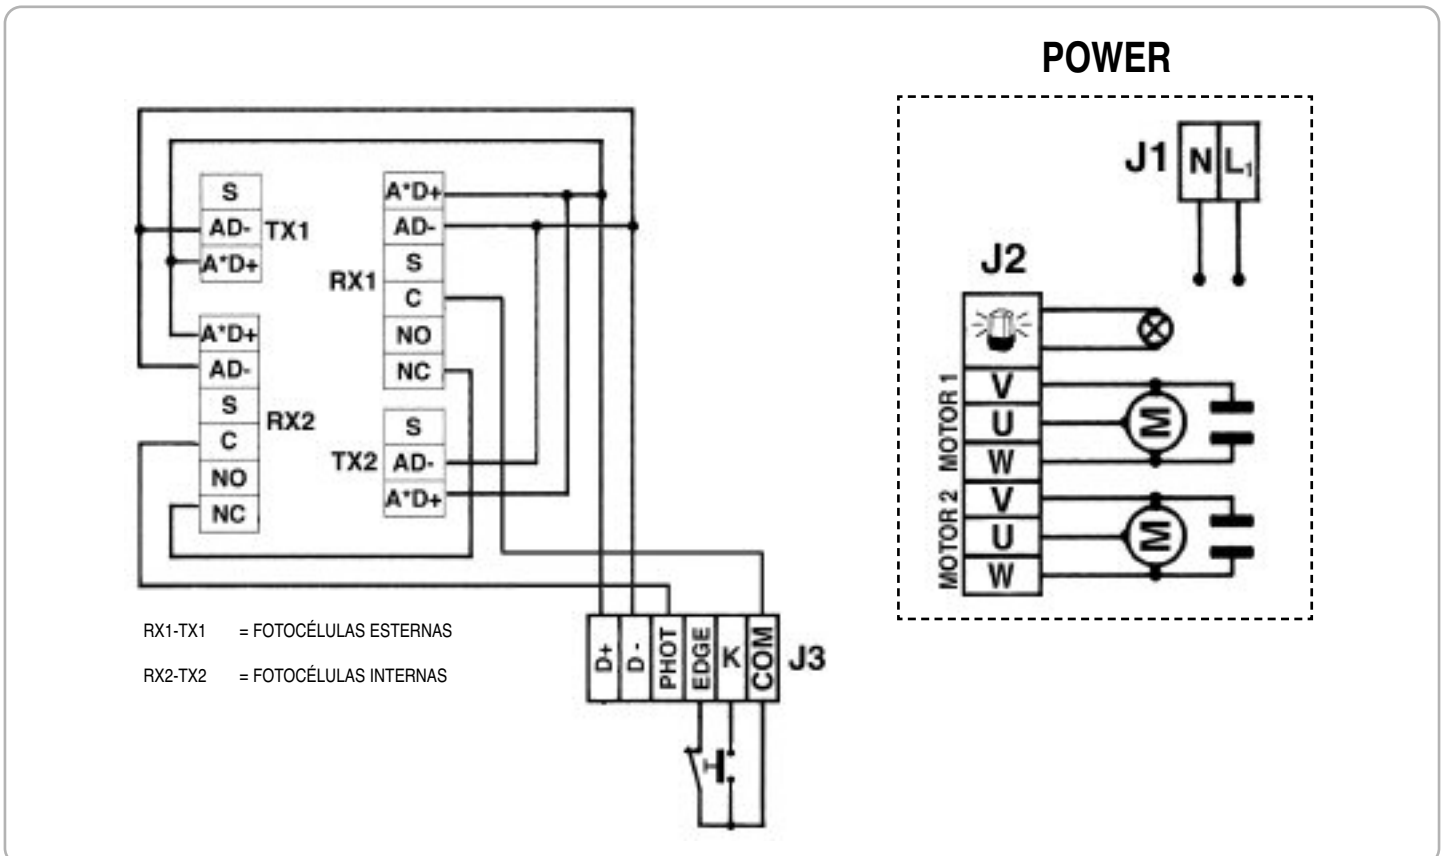 POWER
J1
N
L1
J2
MOTOR 1
V
U
W
M
MOTOR 2
V
U
W
M
TX1
S
AD-
A*D+
RX1
A*D+
AD-
S
C
NO
NC
RX2
A*D+
AD-
S
C
NO
NC
TX2
S
AD-
A*D+
RX1-TX1 = FOTOCÉLULAS ESTERNAS
RX2-TX2 = FOTOCÉLULAS INTERNAS
D+
D -
PHOT
EDGE
K
COM
J3